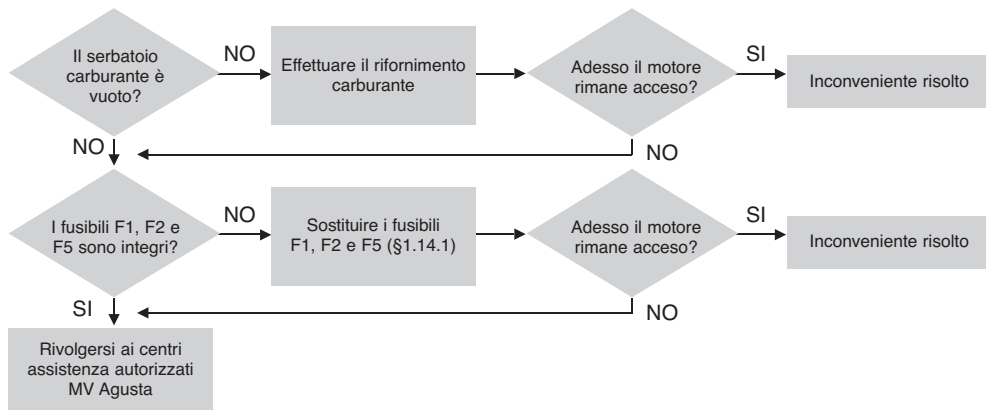 Il serbatoio
carburante è
vuoto?
NO
Effettuare il rifornimento
carburante
Adesso il motore
rimane acceso?
SI
Inconveniente risolto
NO
NO
I fusibili F1, F2 e
F5 sono integri?
NO
Sostituire i fusibili
F1, F2 e F5 (§1.14.1)
Adesso il motore
rimane acceso?
SI
Inconveniente risolto
SI
NO
Rivolgersi ai centri
assistenza autorizzati
MV Agusta